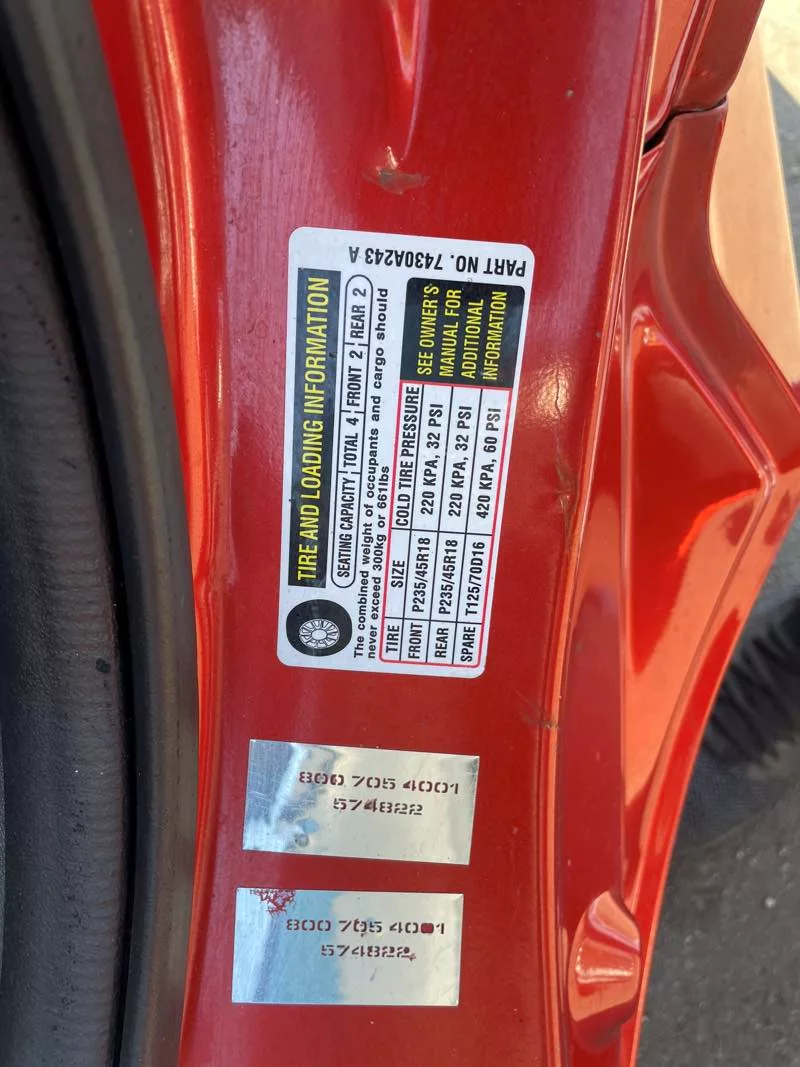 PART NO. 7430A243 A
TIRE AND LOADING INFORMATION
SEATING CAPACITY TOTAL 4 FRONT 2 REAR 2
The combined weight of occupants and cargo should
never exceed 300kg or 661lbs
TIRE SIZE COLD TIRE PRESSURE
FRONT P235/45R18 220 KPA, 32 PSI
REAR P235/45R18 220 KPA, 32 PSI
SPARE T125/70D16 420 KPA, 60 PSI
SEE OWNER'S
MANUAL FOR
ADDITIONAL
INFORMATION
800 705 4001
574822
800 705 4001
574822